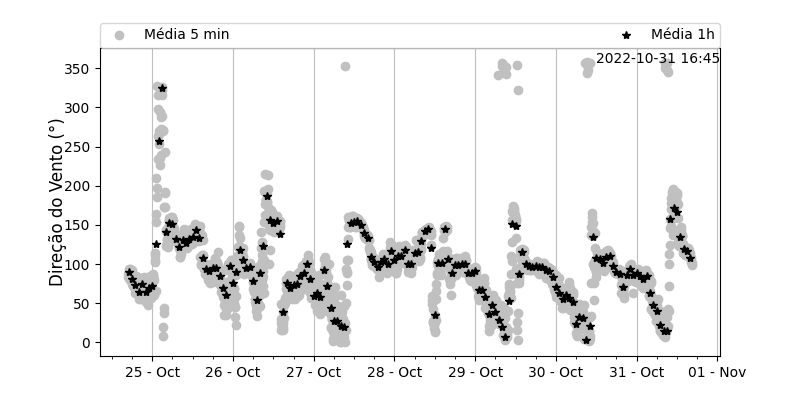 Média 5 min
Média 1h
2022-10-31 16:45
Direção do Vento (°)
350
300
250
200
150
100
50
0
25 - Oct
26 - Oct
27 - Oct
28 - Oct
29 - Oct
30 - Oct
31 - Oct
01 - Nov